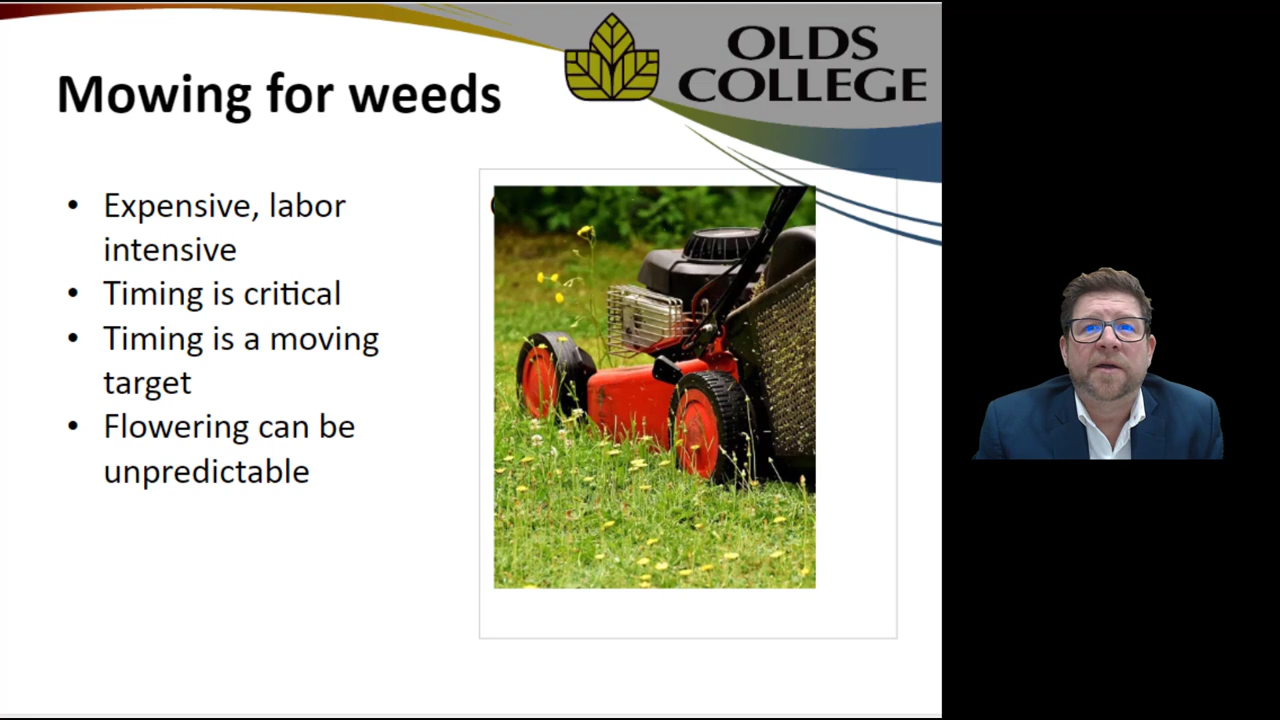 OLDS
COLLEGE
Mowing for weeds
• Expensive, labor
intensive
• Timing is critical
• Timing is a moving
target
• Flowering can be
unpredictable